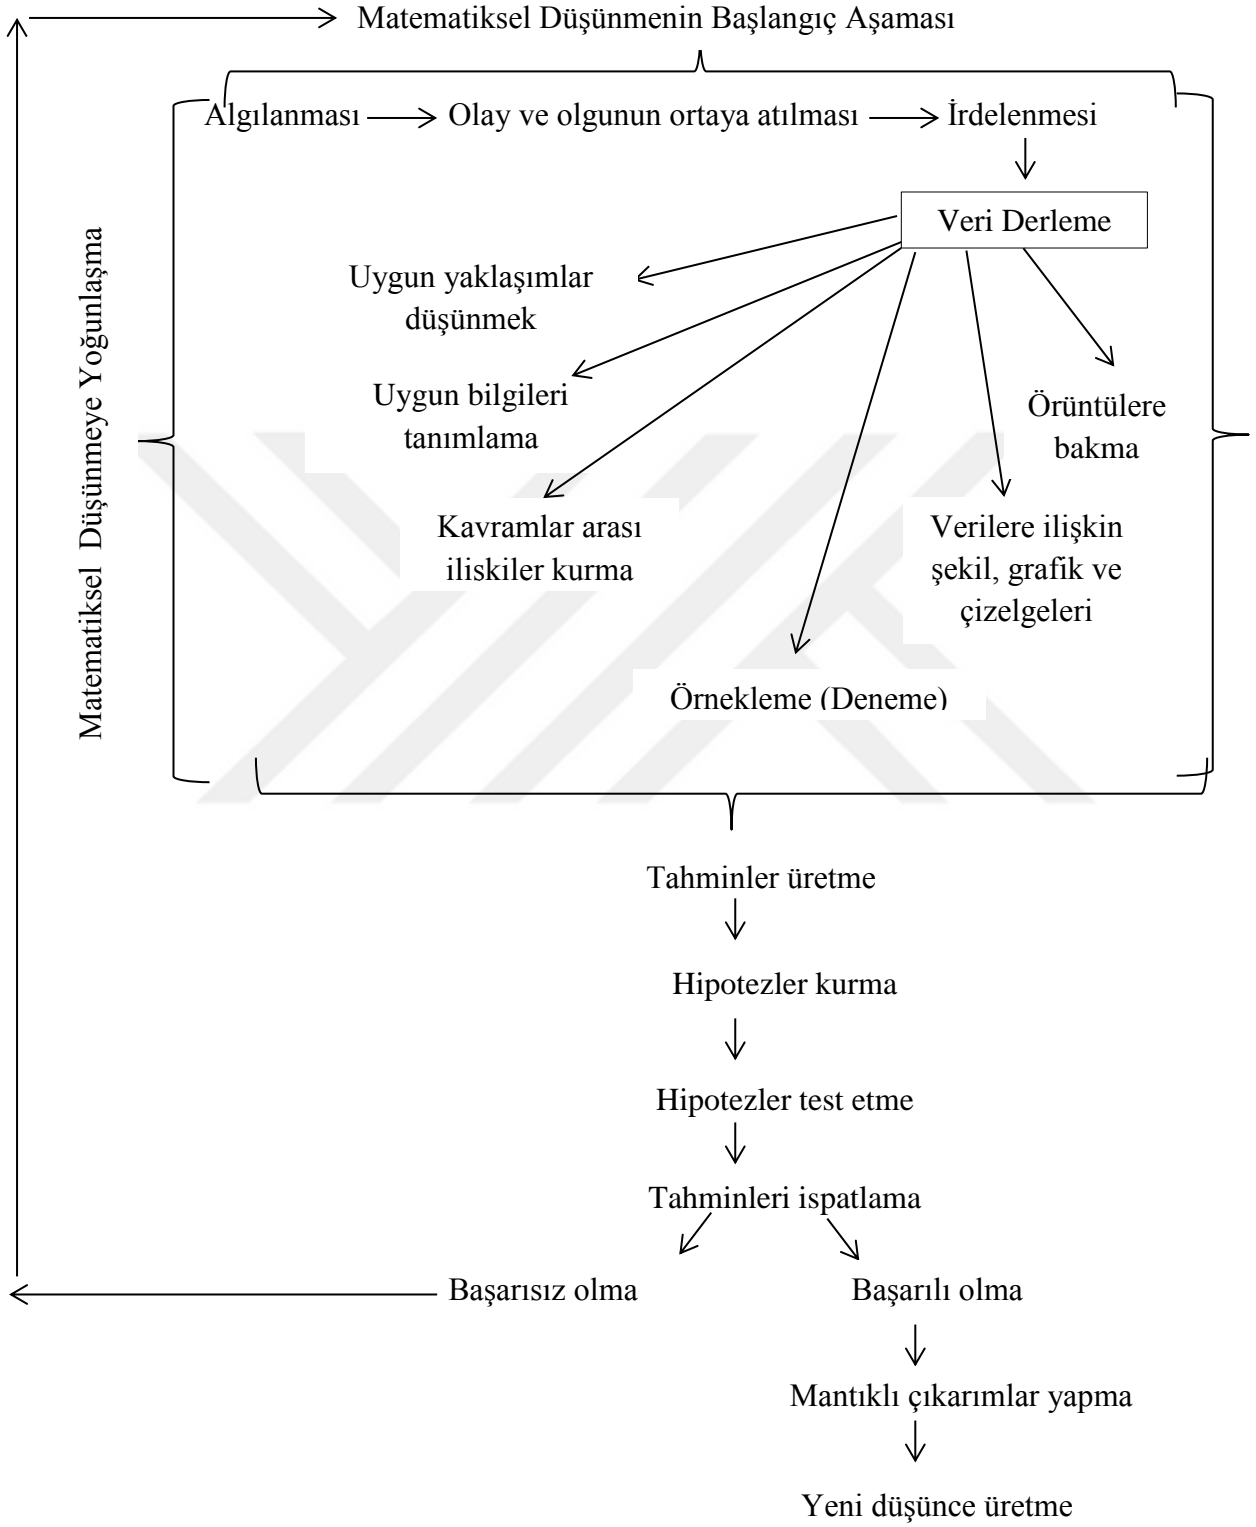 Matematiksel Düşünmenin Başlangıç Aşaması
Algılanması
Olay ve olgunun ortaya atılması
İrdelenmesi
Veri Derleme
Matematiksel Düşünmeye Yoğunlaşma
Uygun yaklaşımlar
düşünmek
Uygun bilgileri
tanımlama
Örüntülere
bakma
Kavramlar arası
iliskiler kurma
Verilere ilişkin
şekil, grafik ve
çizelgeleri
Örnekleme (Deneme)
Tahminler üretme
Hipotezler kurma
Hipotezler test etme
Tahminleri ispatlama
Başarısız olma
Başarılı olma
Mantıklı çıkarımlar yapma
Yeni düşünce üretme